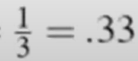 1/3 = .33